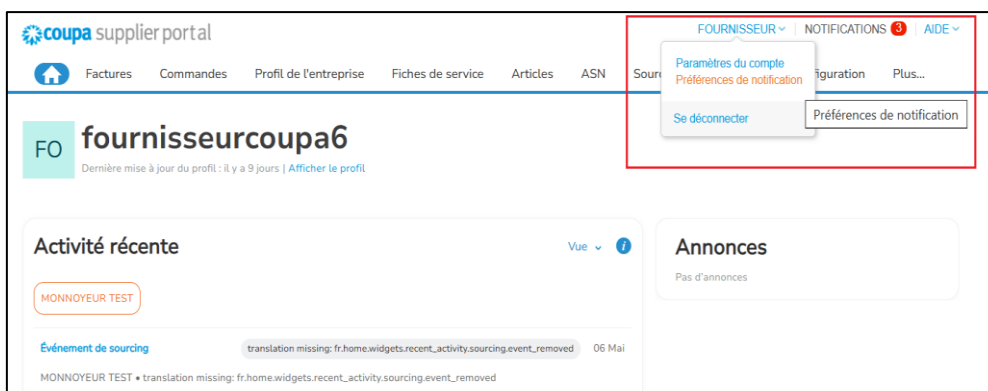 coupa supplier portal
FOURNISSEUR NOTIFICATIONS 3 AIDE
Factures Commandes Profil de l'entreprise Fiches de service Articles ASN Sour figuration Plus...
Paramètres du compte
Préférences de notification
Se déconnecter
Préférences de notification
FO
fournisseurcoupa6
Dernière mise à jour du profil : il y a 9 jours | Afficher le profil
Activité récente
Vue
i
MONNOYEUR TEST
Événement de sourcing translation missing: fr.home.widgets.recent_activity.sourcing.event_removed 06 Mai
MONNOYEUR TEST • translation missing: fr.home.widgets.recent_activity.sourcing.event_removed
Annonces
Pas d'annonces